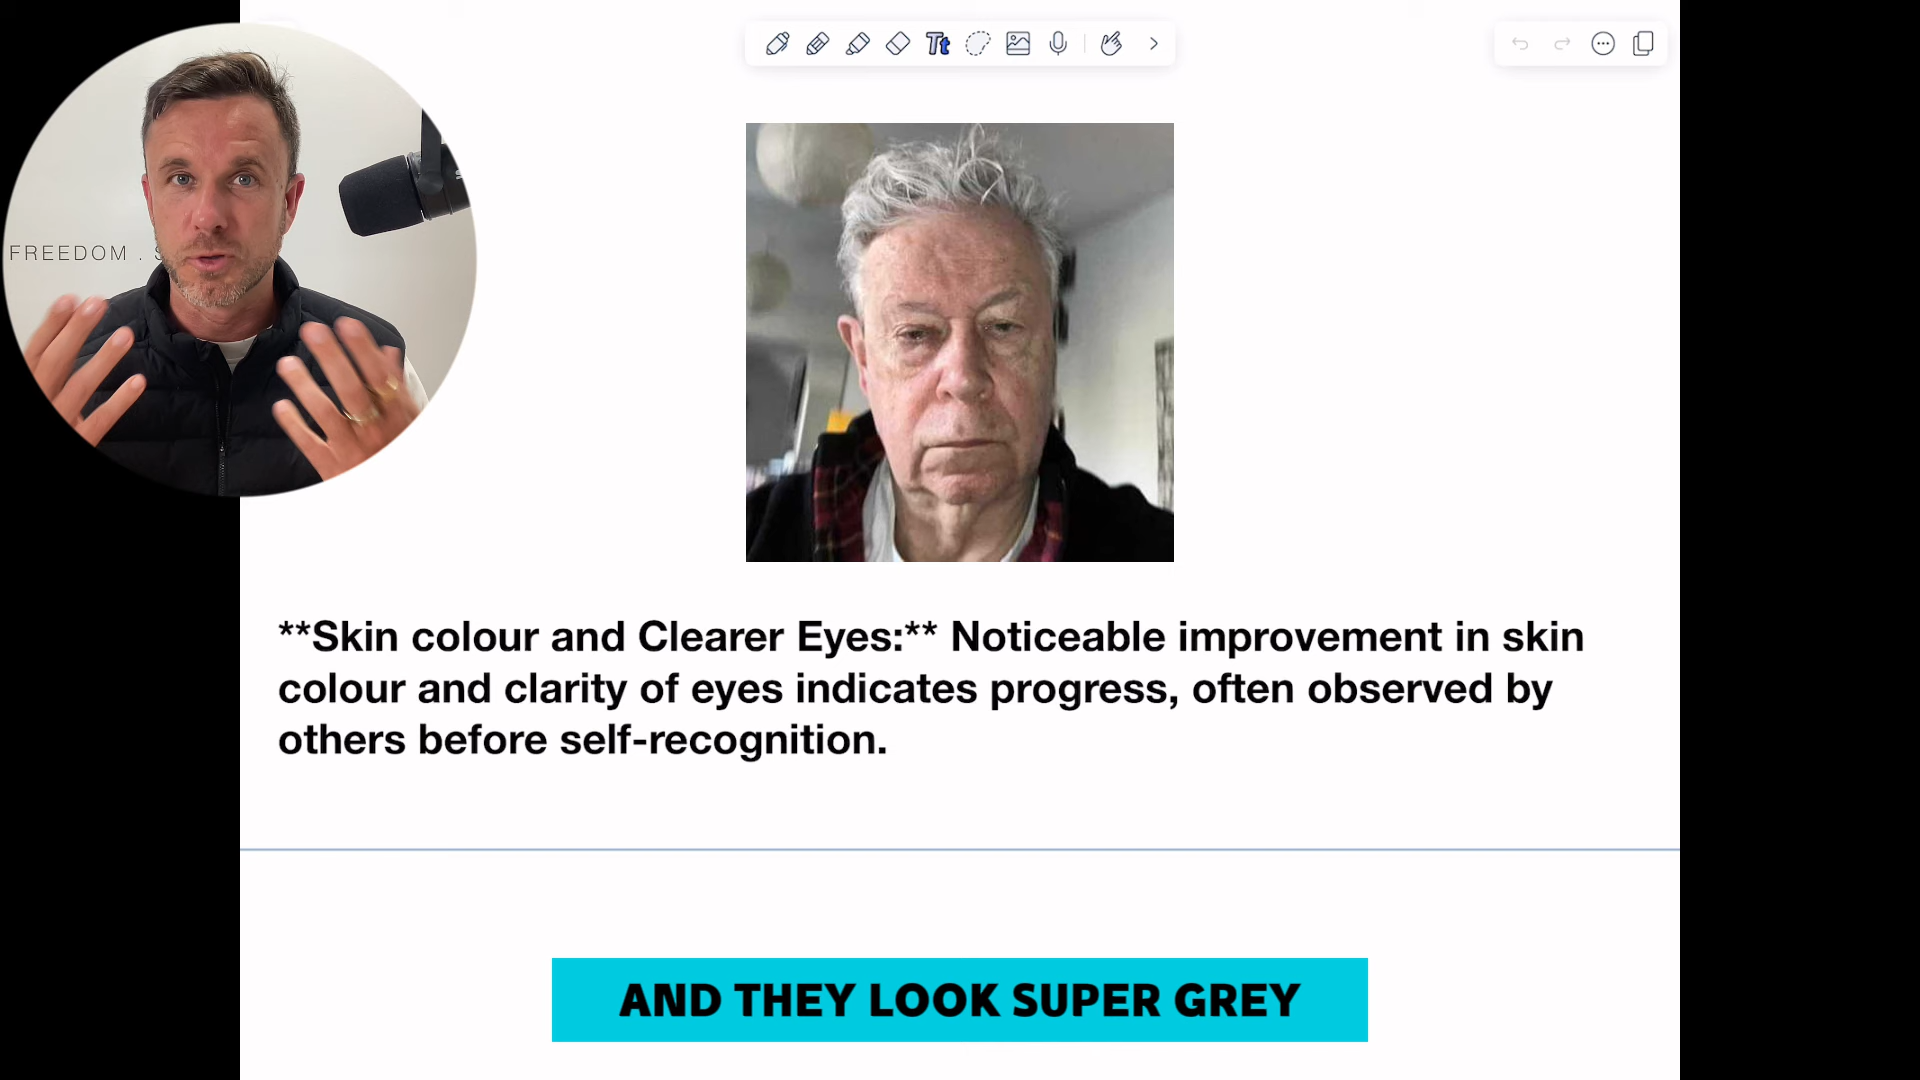 Tt
FREEDOM . S
**Skin colour and Clearer Eyes:** Noticeable improvement in skin
colour and clarity of eyes indicates progress, often observed by
others before self-recognition.
AND THEY LOOK SUPER GREY